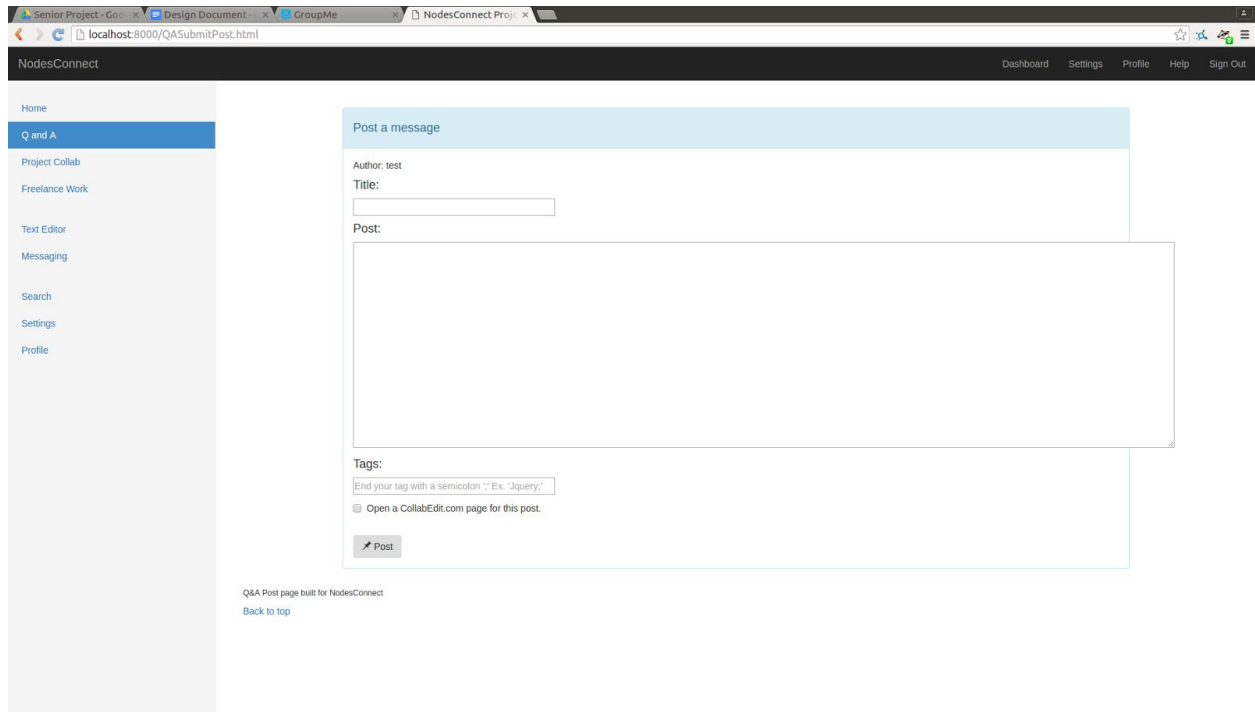 Senior Project - Goo
Design Document -
GroupMe
NodesConnect Proje
localhost:8000/QASubmitPost.html
NodesConnect
Dashboard Settings Profile Help Sign Out
Home
Q and A
Project Collab
Freelance Work
Text Editor
Messaging
Search
Settings
Profile
Post a message
Author: test
Title:
Post:
Tags:
End your tag with a semicolon ';' Ex. 'Jquery;'
Open a CollabEdit.com page for this post.
Post
Q&A Post page built for NodesConnect
Back to top